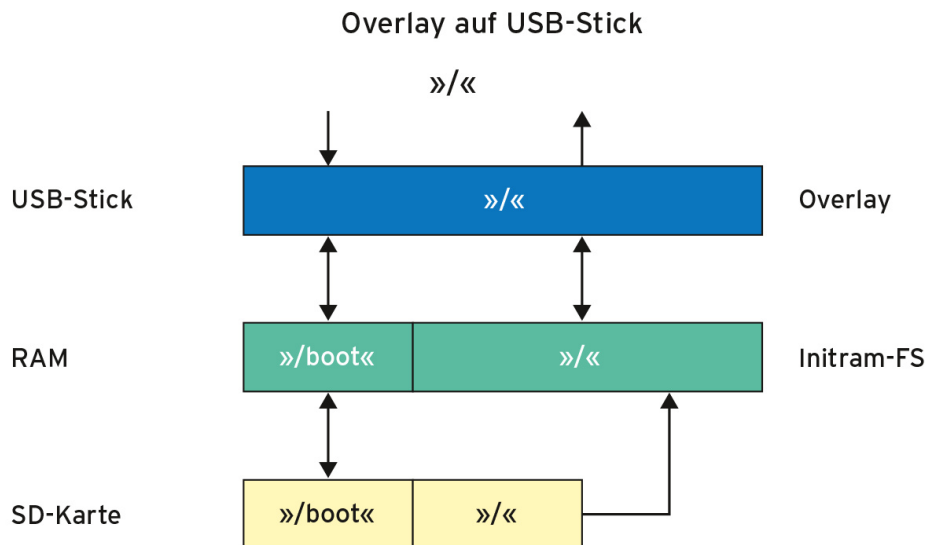 Overlay auf USB-Stick
»/«
USB-Stick
»/«
Overlay
RAM
»/boot«
»/«
Initram-FS
SD-Karte
»/boot«
»/«